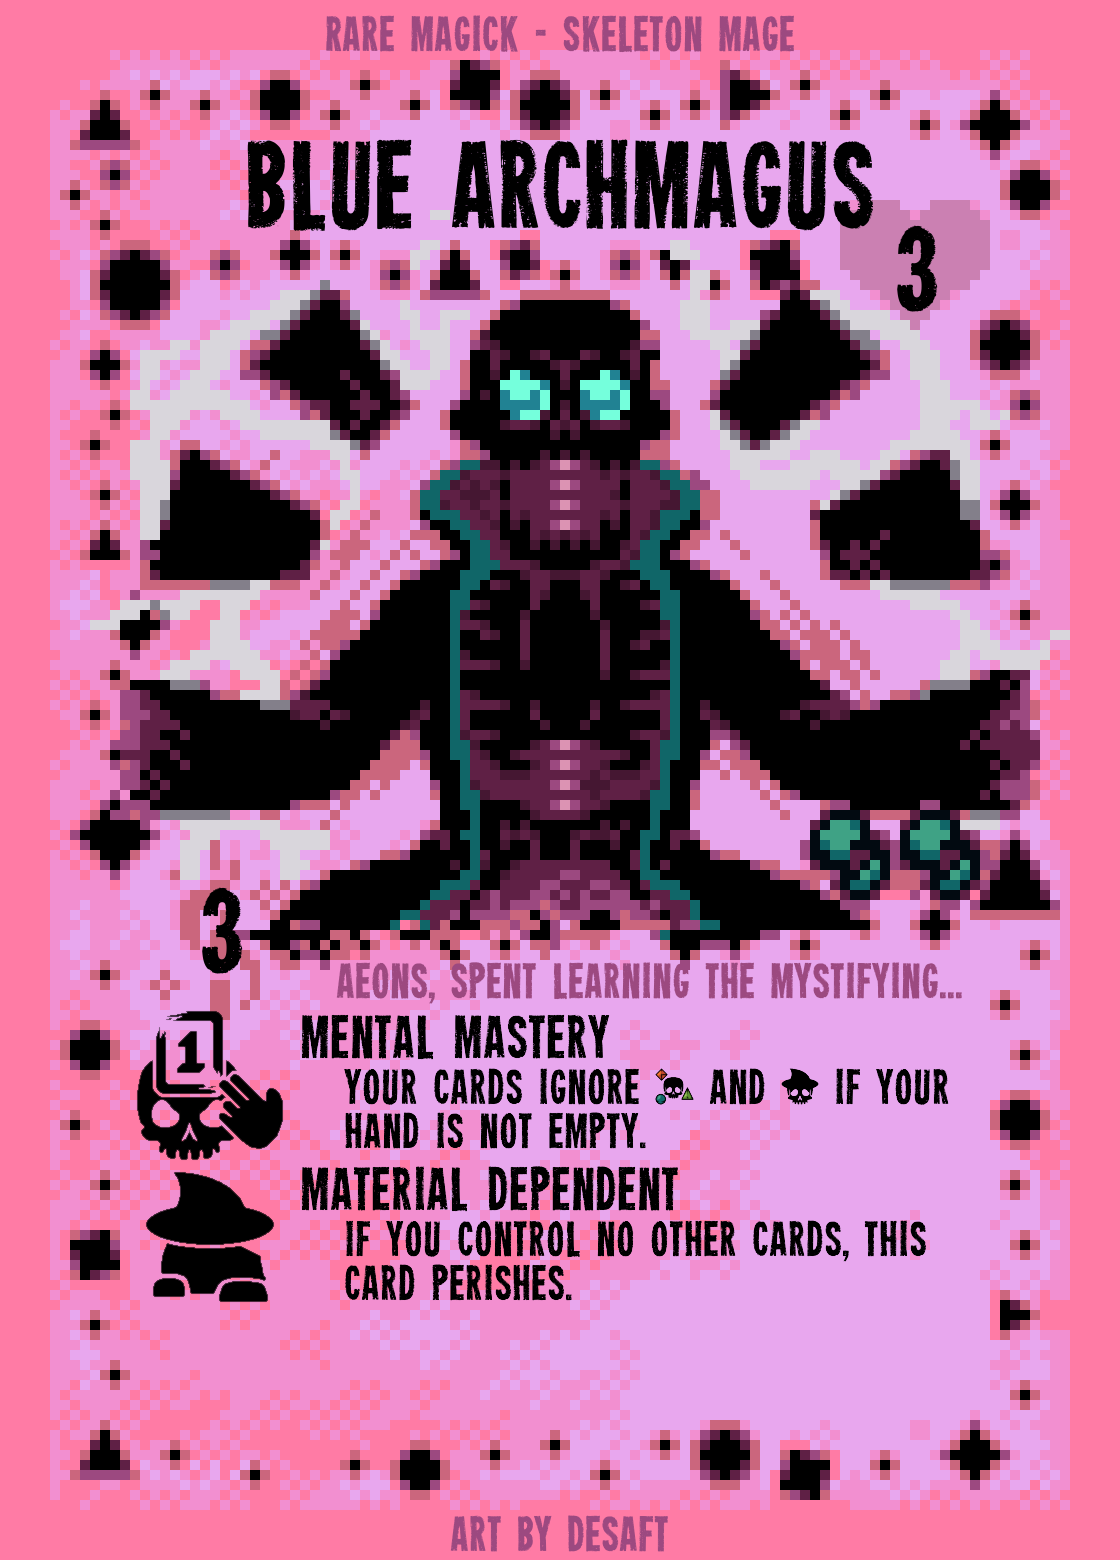 RARE MAGICK - SKELETON MAGE
BLUE ARCHMAGUS
3
3
AEONS, SPENT LEARNING THE MYSTIFYING...
1
MENTAL MASTERY
YOUR CARDS IGNORE AND IF YOUR
HAND IS NOT EMPTY.
MATERIAL DEPENDENT
IF YOU CONTROL NO OTHER CARDS, THIS
CARD PERISHES.
ART BY DESAFT